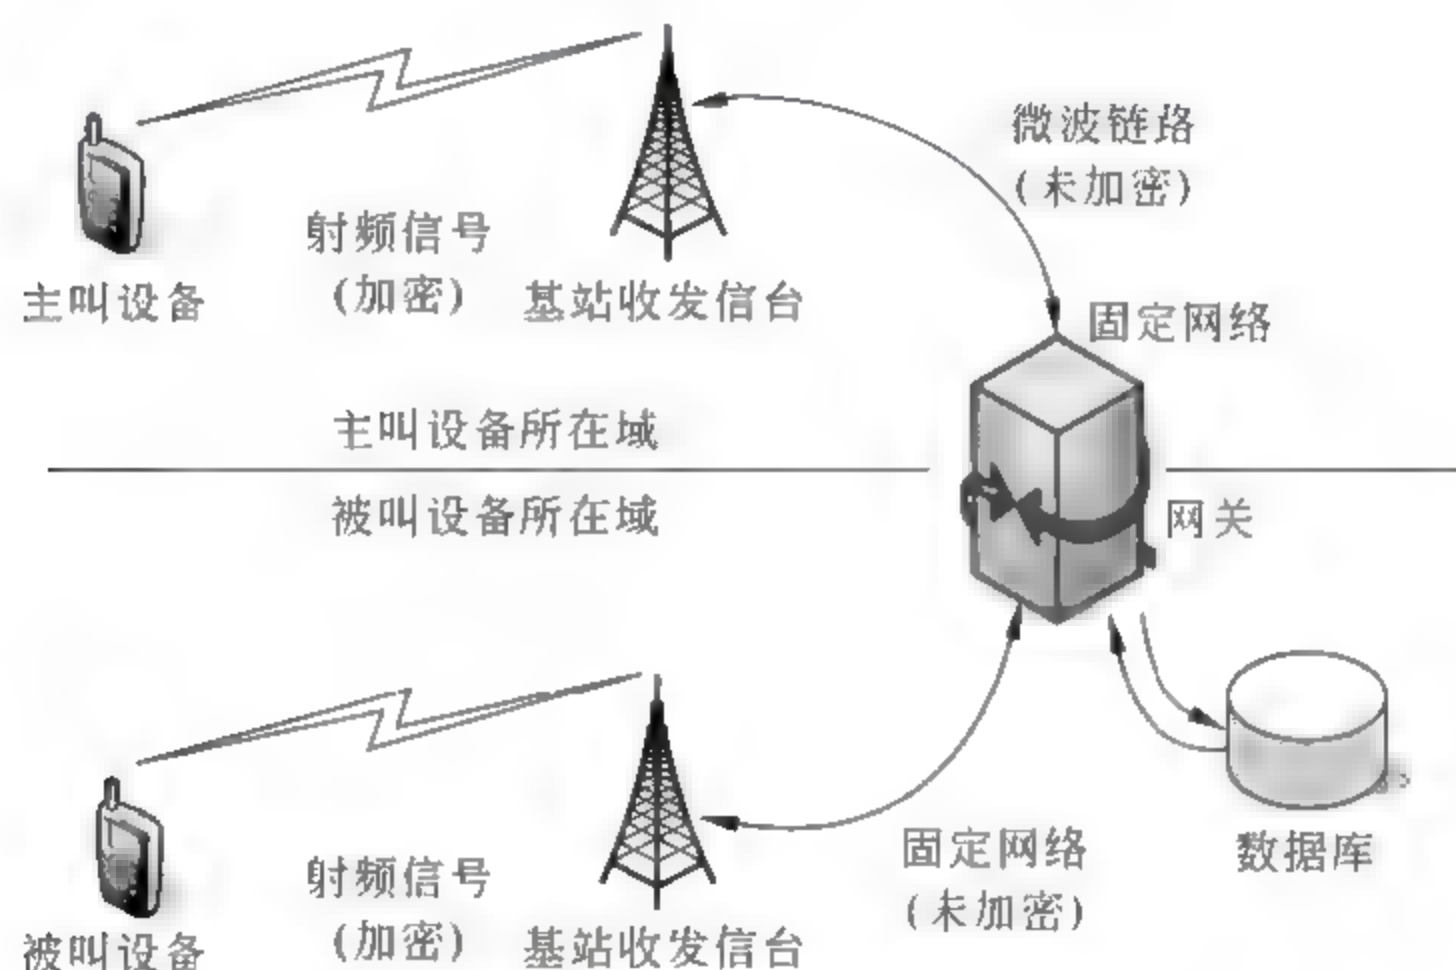 微波链路
(未加密)
射频信号
(加密)
主叫设备
基站收发信台
固定网络
主叫设备所在域
被叫设备所在域
网关
射频信号
(加密)
被叫设备
基站收发信台
固定网络
(未加密)
数据库